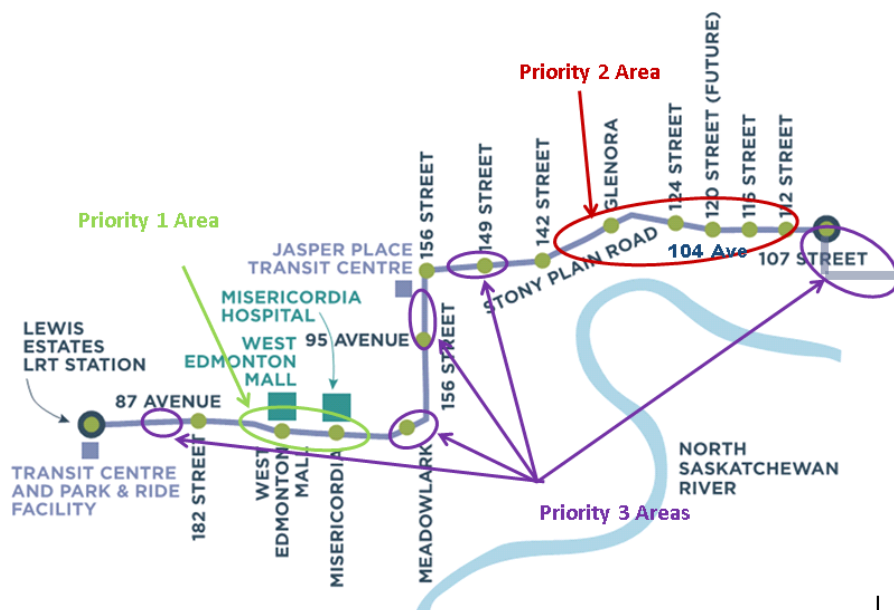 Priority 2 Area
156 STREET
149 STREET
142 STREET
GLENORA
124 STREET
120 STREET (FUTURE)
116 STREET
112 STREET
Priority 1 Area
JASPER PLACE
TRANSIT CENTRE
STONY PLAIN ROAD
104 Ave
107 STREET
MISERICORDIA
HOSPITAL
95 AVENUE
156 STREET
WEST
EDMONTON
MALL
LEWIS
ESTATES
LRT STATION
87 AVENUE
TRANSIT CENTRE
AND PARK & RIDE
FACILITY
182 STREET
WEST
EDMONTON
MALL
MISERICORDIA
MEADOWLARK
NORTH
SASKATCHEWAN
RIVER
Priority 3 Areas